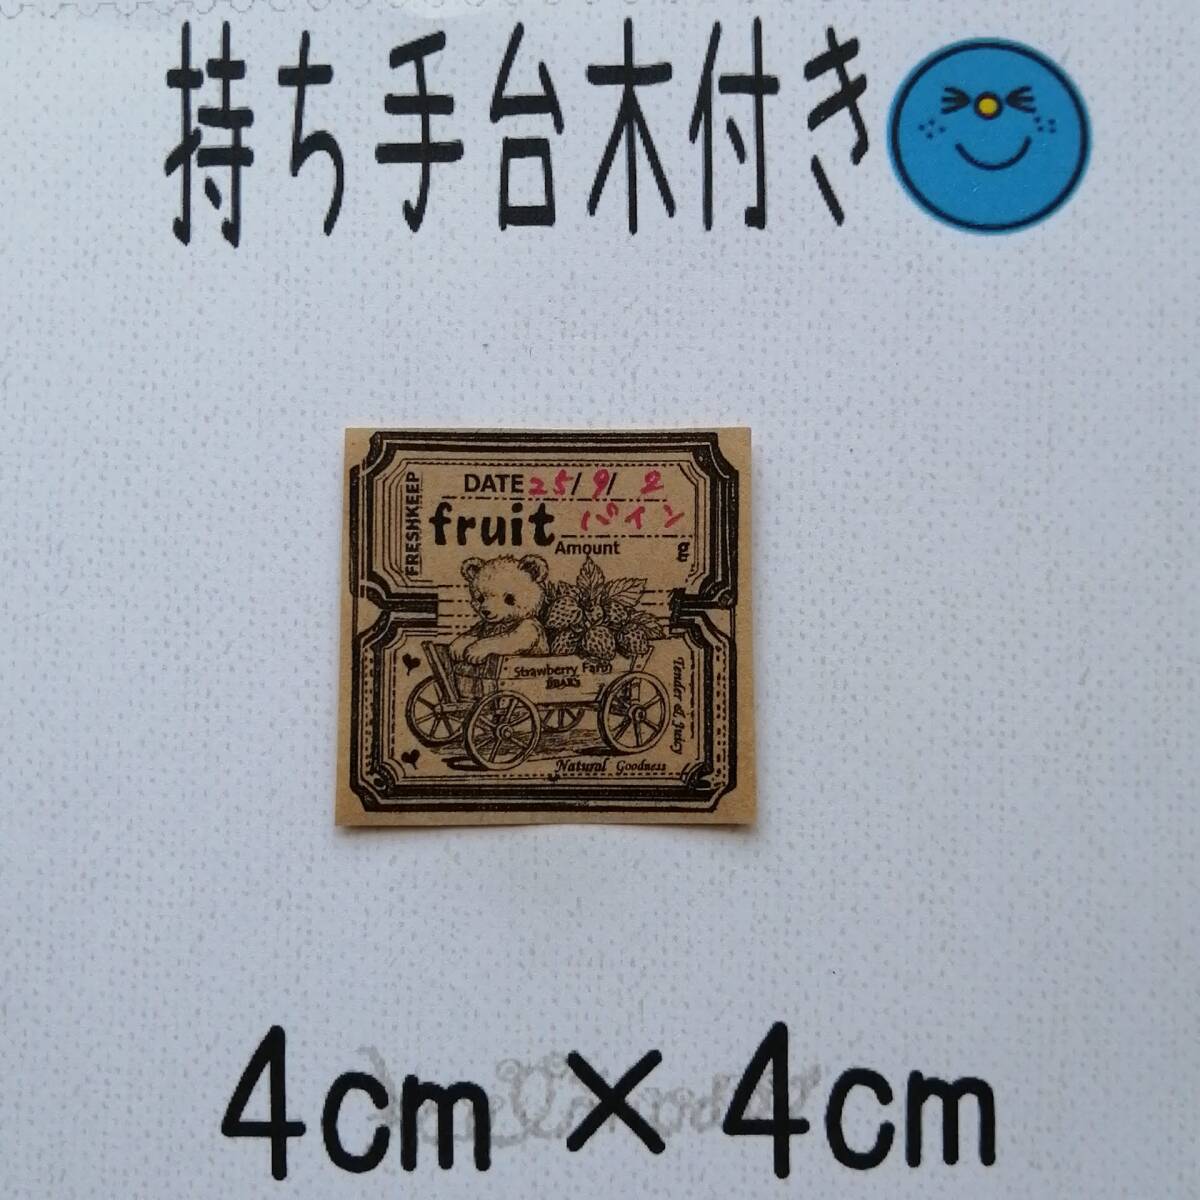 持ち手台木付き
FRESHKEEP
DATE 25/9/2
fruit パイン
Amount g
Strawberry Farm
Tender & Juicy
Natural Goodness
4cm×4cm